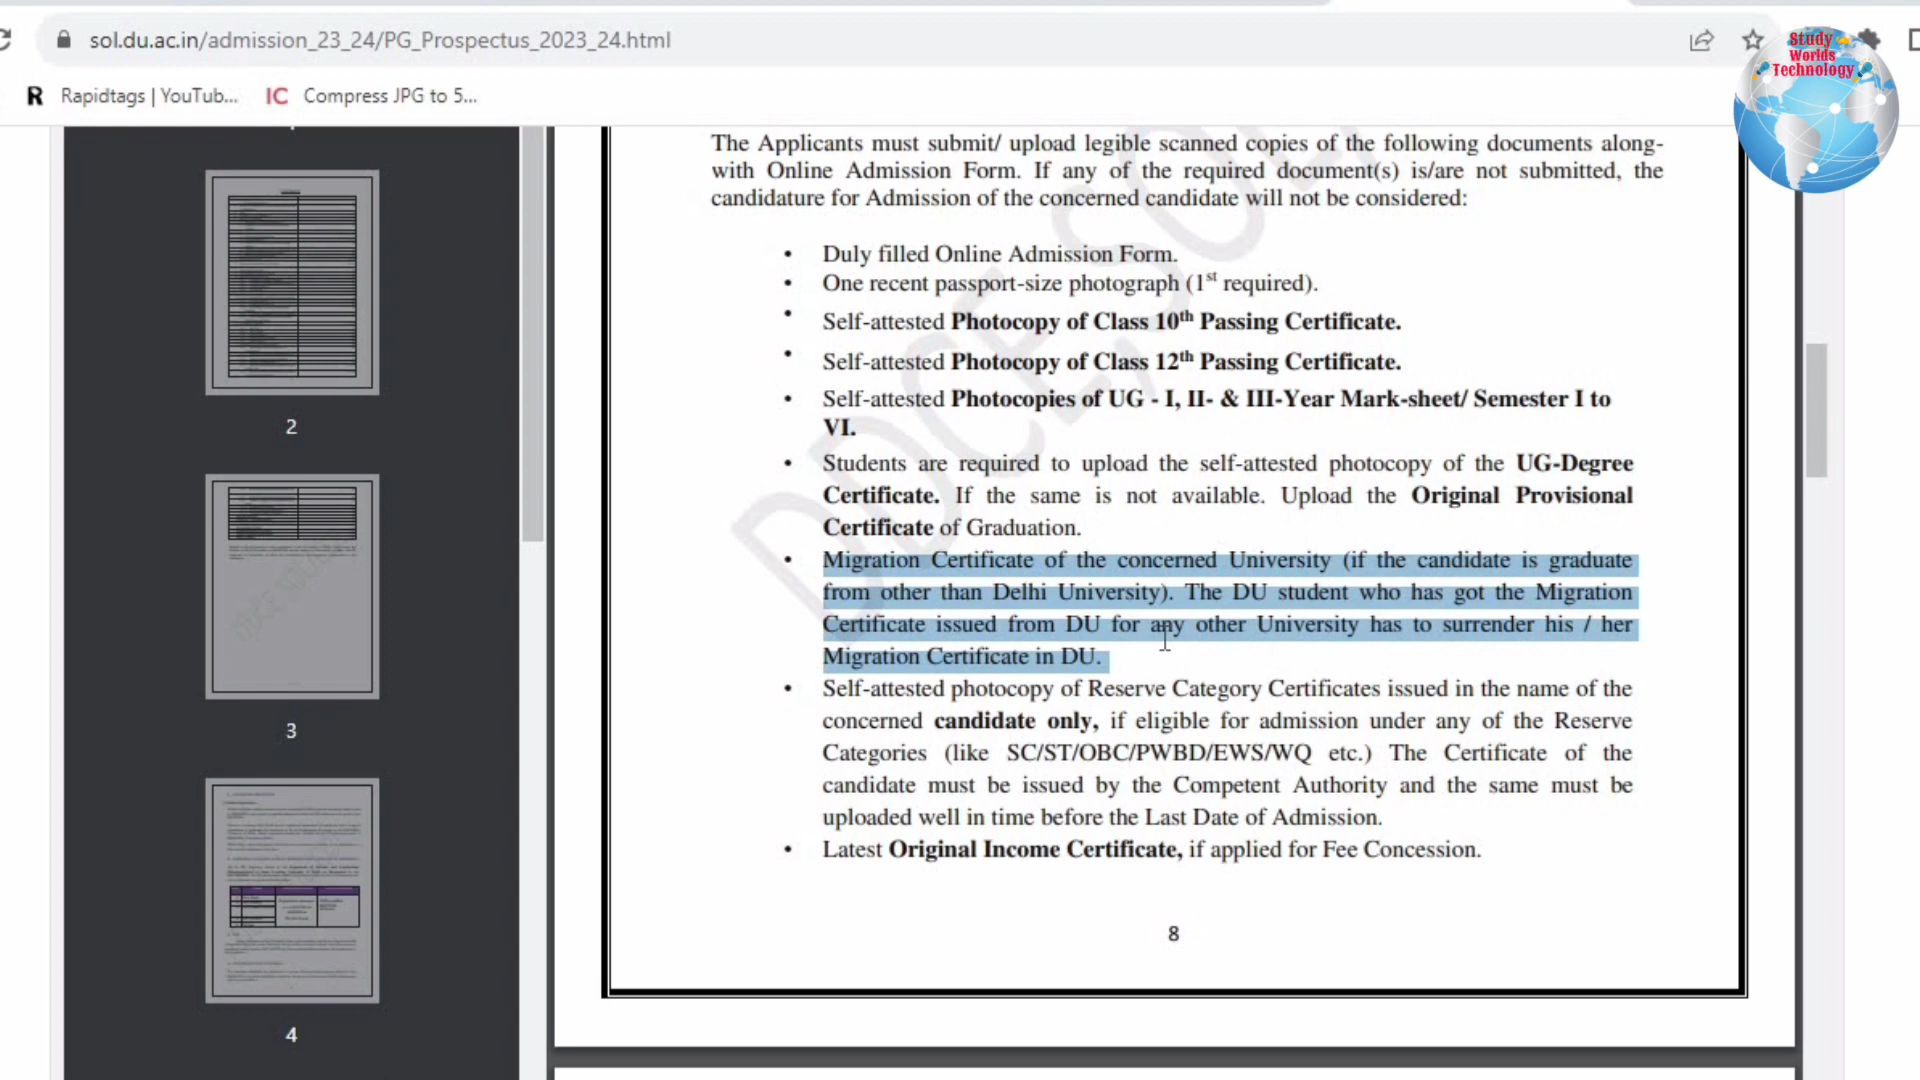 sol.du.ac.in/admission_23_24/PG_Prospectus_2023_24.html
Study
Worlds
Technology
R Rapidtags | YouTub... IC Compress JPG to 5...
The Applicants must submit/ upload legible scanned copies of the following documents along-
with Online Admission Form. If any of the required document(s) is/are not submitted, the
candidature for Admission of the concerned candidate will not be considered:
• Duly filled Online Admission Form.
• One recent passport-size photograph (1st required).
• Self-attested Photocopy of Class 10th Passing Certificate.
• Self-attested Photocopy of Class 12th Passing Certificate.
• Self-attested Photocopies of UG - I, II- & III-Year Mark-sheet/ Semester I to
VI.
• Students are required to upload the self-attested photocopy of the UG-Degree
Certificate. If the same is not available. Upload the Original Provisional
Certificate of Graduation.
• Migration Certificate of the concerned University (if the candidate is graduate
from other than Delhi University). The DU student who has got the Migration
Certificate issued from DU for any other University has to surrender his / her
Migration Certificate in DU.
• Self-attested photocopy of Reserve Category Certificates issued in the name of the
concerned candidate only, if eligible for admission under any of the Reserve
Categories (like SC/ST/OBC/PWBD/EWS/WQ etc.) The Certificate of the
candidate must be issued by the Competent Authority and the same must be
uploaded well in time before the Last Date of Admission.
• Latest Original Income Certificate, if applied for Fee Concession.
8
DDCE, SOL
2
3
4